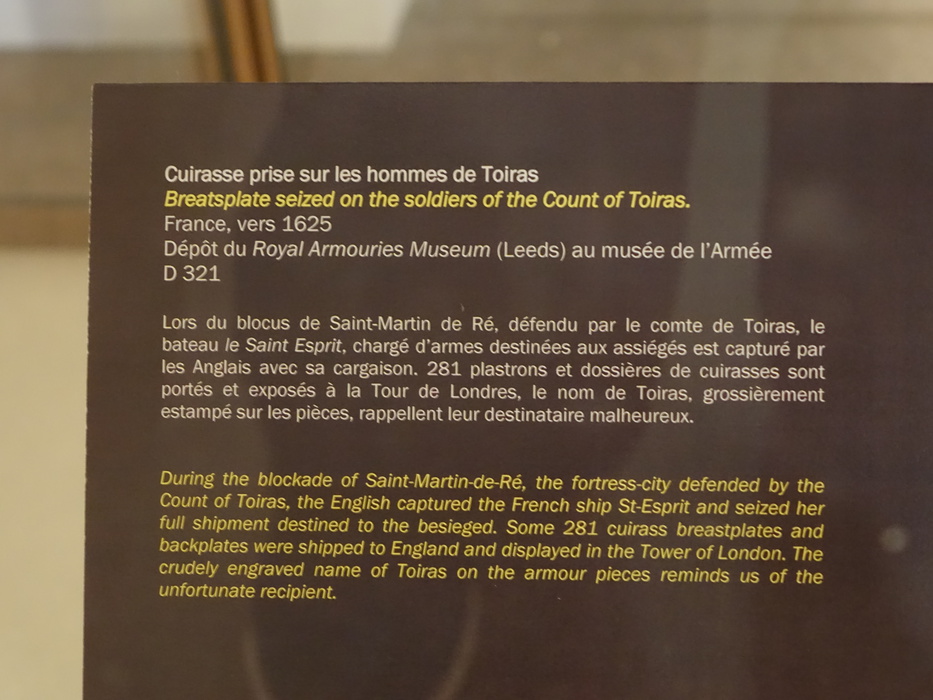 Cuirasse prise sur les hommes de Toiras
Breatsplate seized on the soldiers of the Count of Toiras.
France, vers 1625
Dépôt du Royal Armouries Museum (Leeds) au musée de l'Armée
D 321
Lors du blocus de Saint-Martin de Ré, défendu par le comte de Toiras, le
bateau le Saint Esprit, chargé d'armes destinées aux assiégés est capturé par
les Anglais avec sa cargaison. 281 plastrons et dossières de cuirasses sont
portés et exposés à la Tour de Londres, le nom de Toiras, grossièrement
estampé sur les pièces, rappellent leur destinataire malheureux.
During the blockade of Saint-Martin-de-Ré, the fortress-city defended by the
Count of Toiras, the English captured the French ship St-Esprit and seized her
full shipment destined to the besieged. Some 281 cuirass breastplates and
backplates were shipped to England and displayed in the Tower of London. The
crudely engraved name of Toiras on the armour pieces reminds us of the
unfortunate recipient.